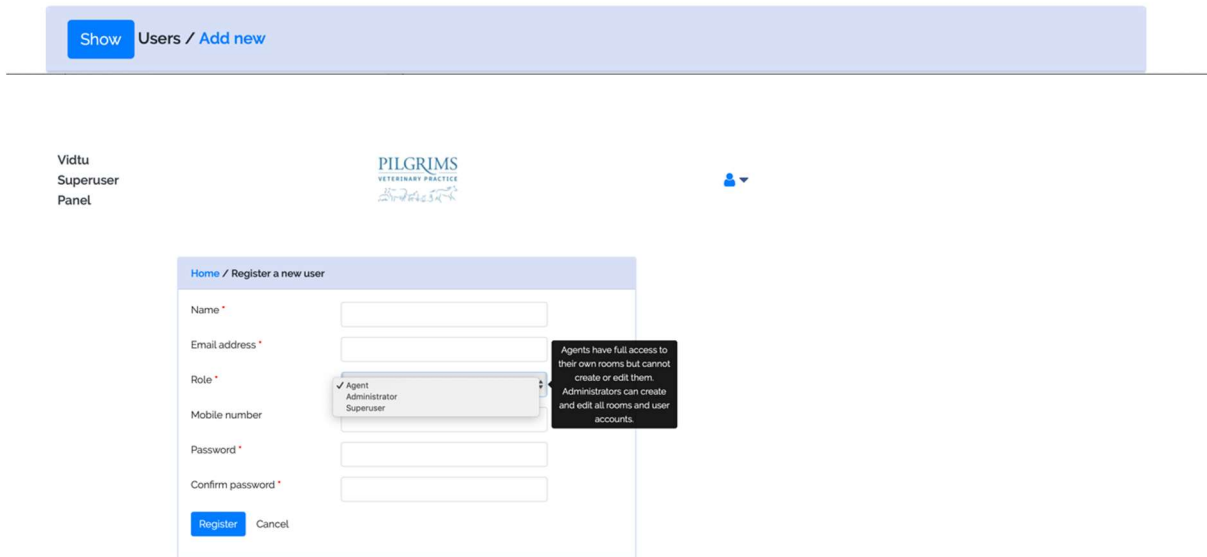 Show Users / Add new
Vidtu
Superuser
Panel
PILGRIMS
VETERINARY PRACTICE
Home / Register a new user
Name *
Email address *
Role *
✓ Agent
Administrator
Superuser
Agents have full access to
their own rooms but cannot
create or edit them.
Administrators can create
and edit all rooms and user
accounts.
Mobile number
Password *
Confirm password *
Register Cancel